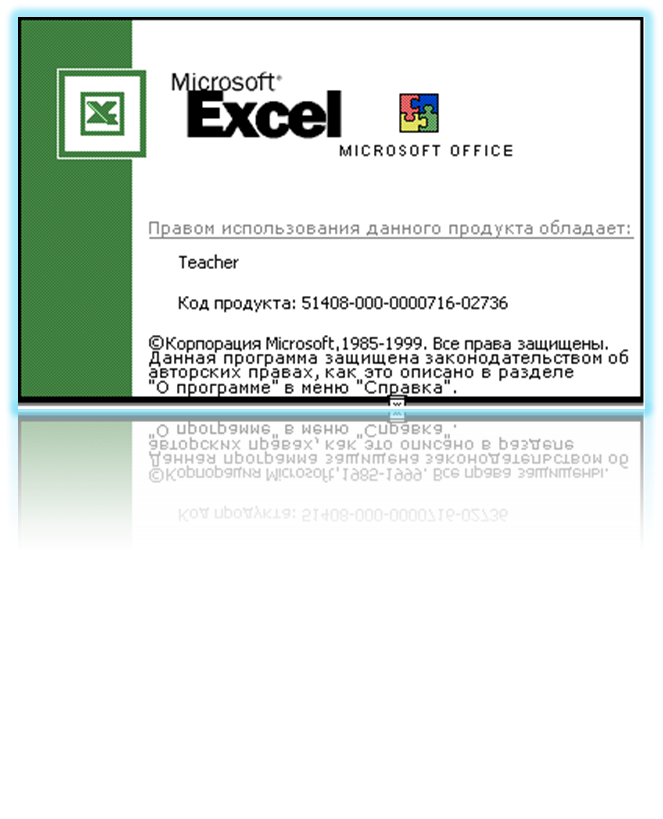 Microsoft®
Excel
MICROSOFT OFFICE
Правом использования данного продукта обладает:
Teacher
Код продукта: 51408-000-0000716-02736
©Корпорация Microsoft,1985-1999. Все права защищены.
Данная программа защищена законодательством об
авторских правах, как это описано в разделе
"О программе" в меню "Справка".